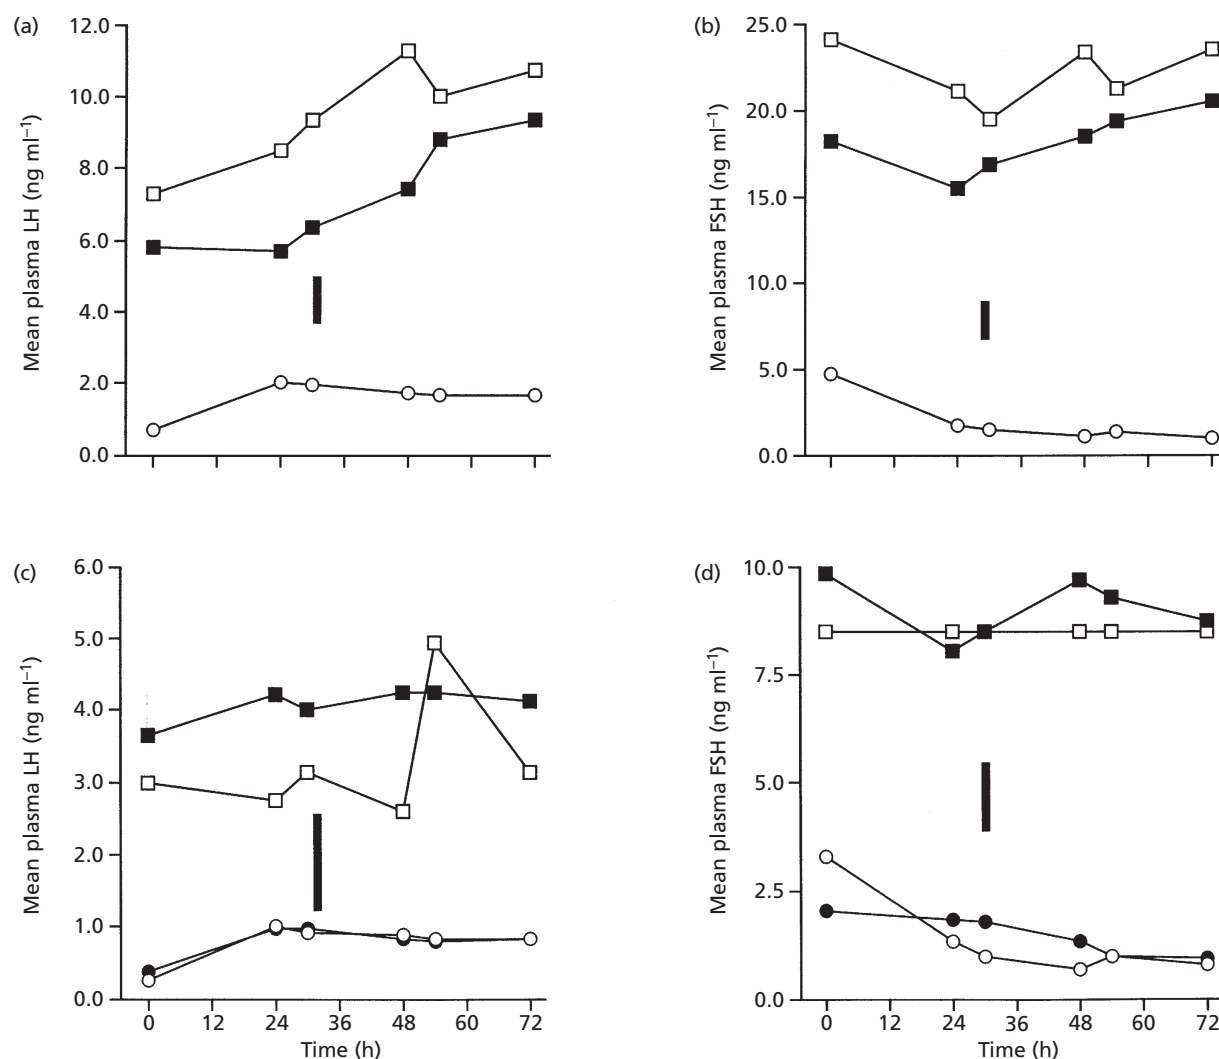 (a)
12.0
10.0
8.0
6.0
4.0
2.0
0.0
Mean plasma LH (ng ml⁻¹)
(b)
25.0
20.0
15.0
10.0
5.0
0.0
Mean plasma FSH (ng ml⁻¹)
(c)
6.0
5.0
4.0
3.0
2.0
1.0
0.0
Mean plasma LH (ng ml⁻¹)
0 12 24 36 48 60 72
Time (h)
(d)
10.0
7.5
5.0
2.5
0.0
Mean plasma FSH (ng ml⁻¹)
0 12 24 36 48 60 72
Time (h)